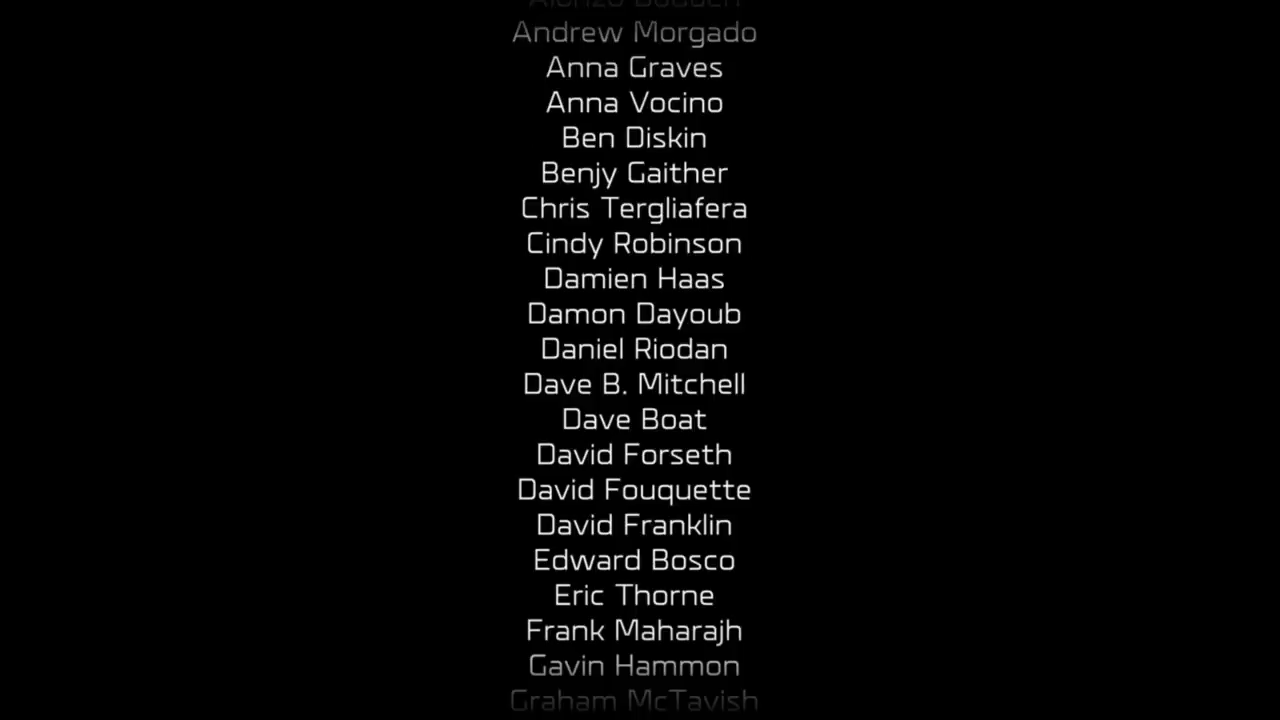 Andrew Morgado
Anna Graves
Anna Vocino
Ben Diskin
Benjy Gaither
Chris Tergliafera
Cindy Robinson
Damien Haas
Damon Dayoub
Daniel Riodan
Dave B. Mitchell
Dave Boat
David Forseth
David Fouquette
David Franklin
Edward Bosco
Eric Thorne
Frank Maharajh
Gavin Hammon
Graham McTavish